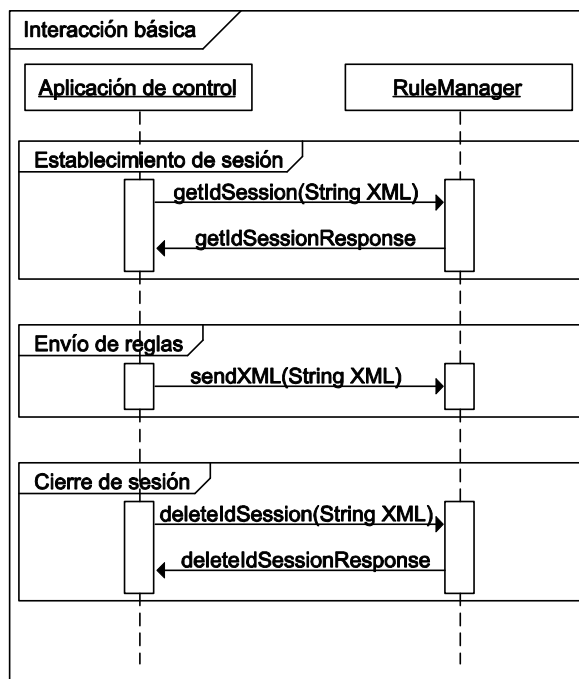 Interacción básica
Aplicación de control
RuleManager
Establecimiento de sesión
getIdSession(String XML)
getIdSessionResponse
Envío de reglas
sendXML(String XML)
Cierre de sesión
deleteIdSession(String XML)
deleteIdSessionResponse